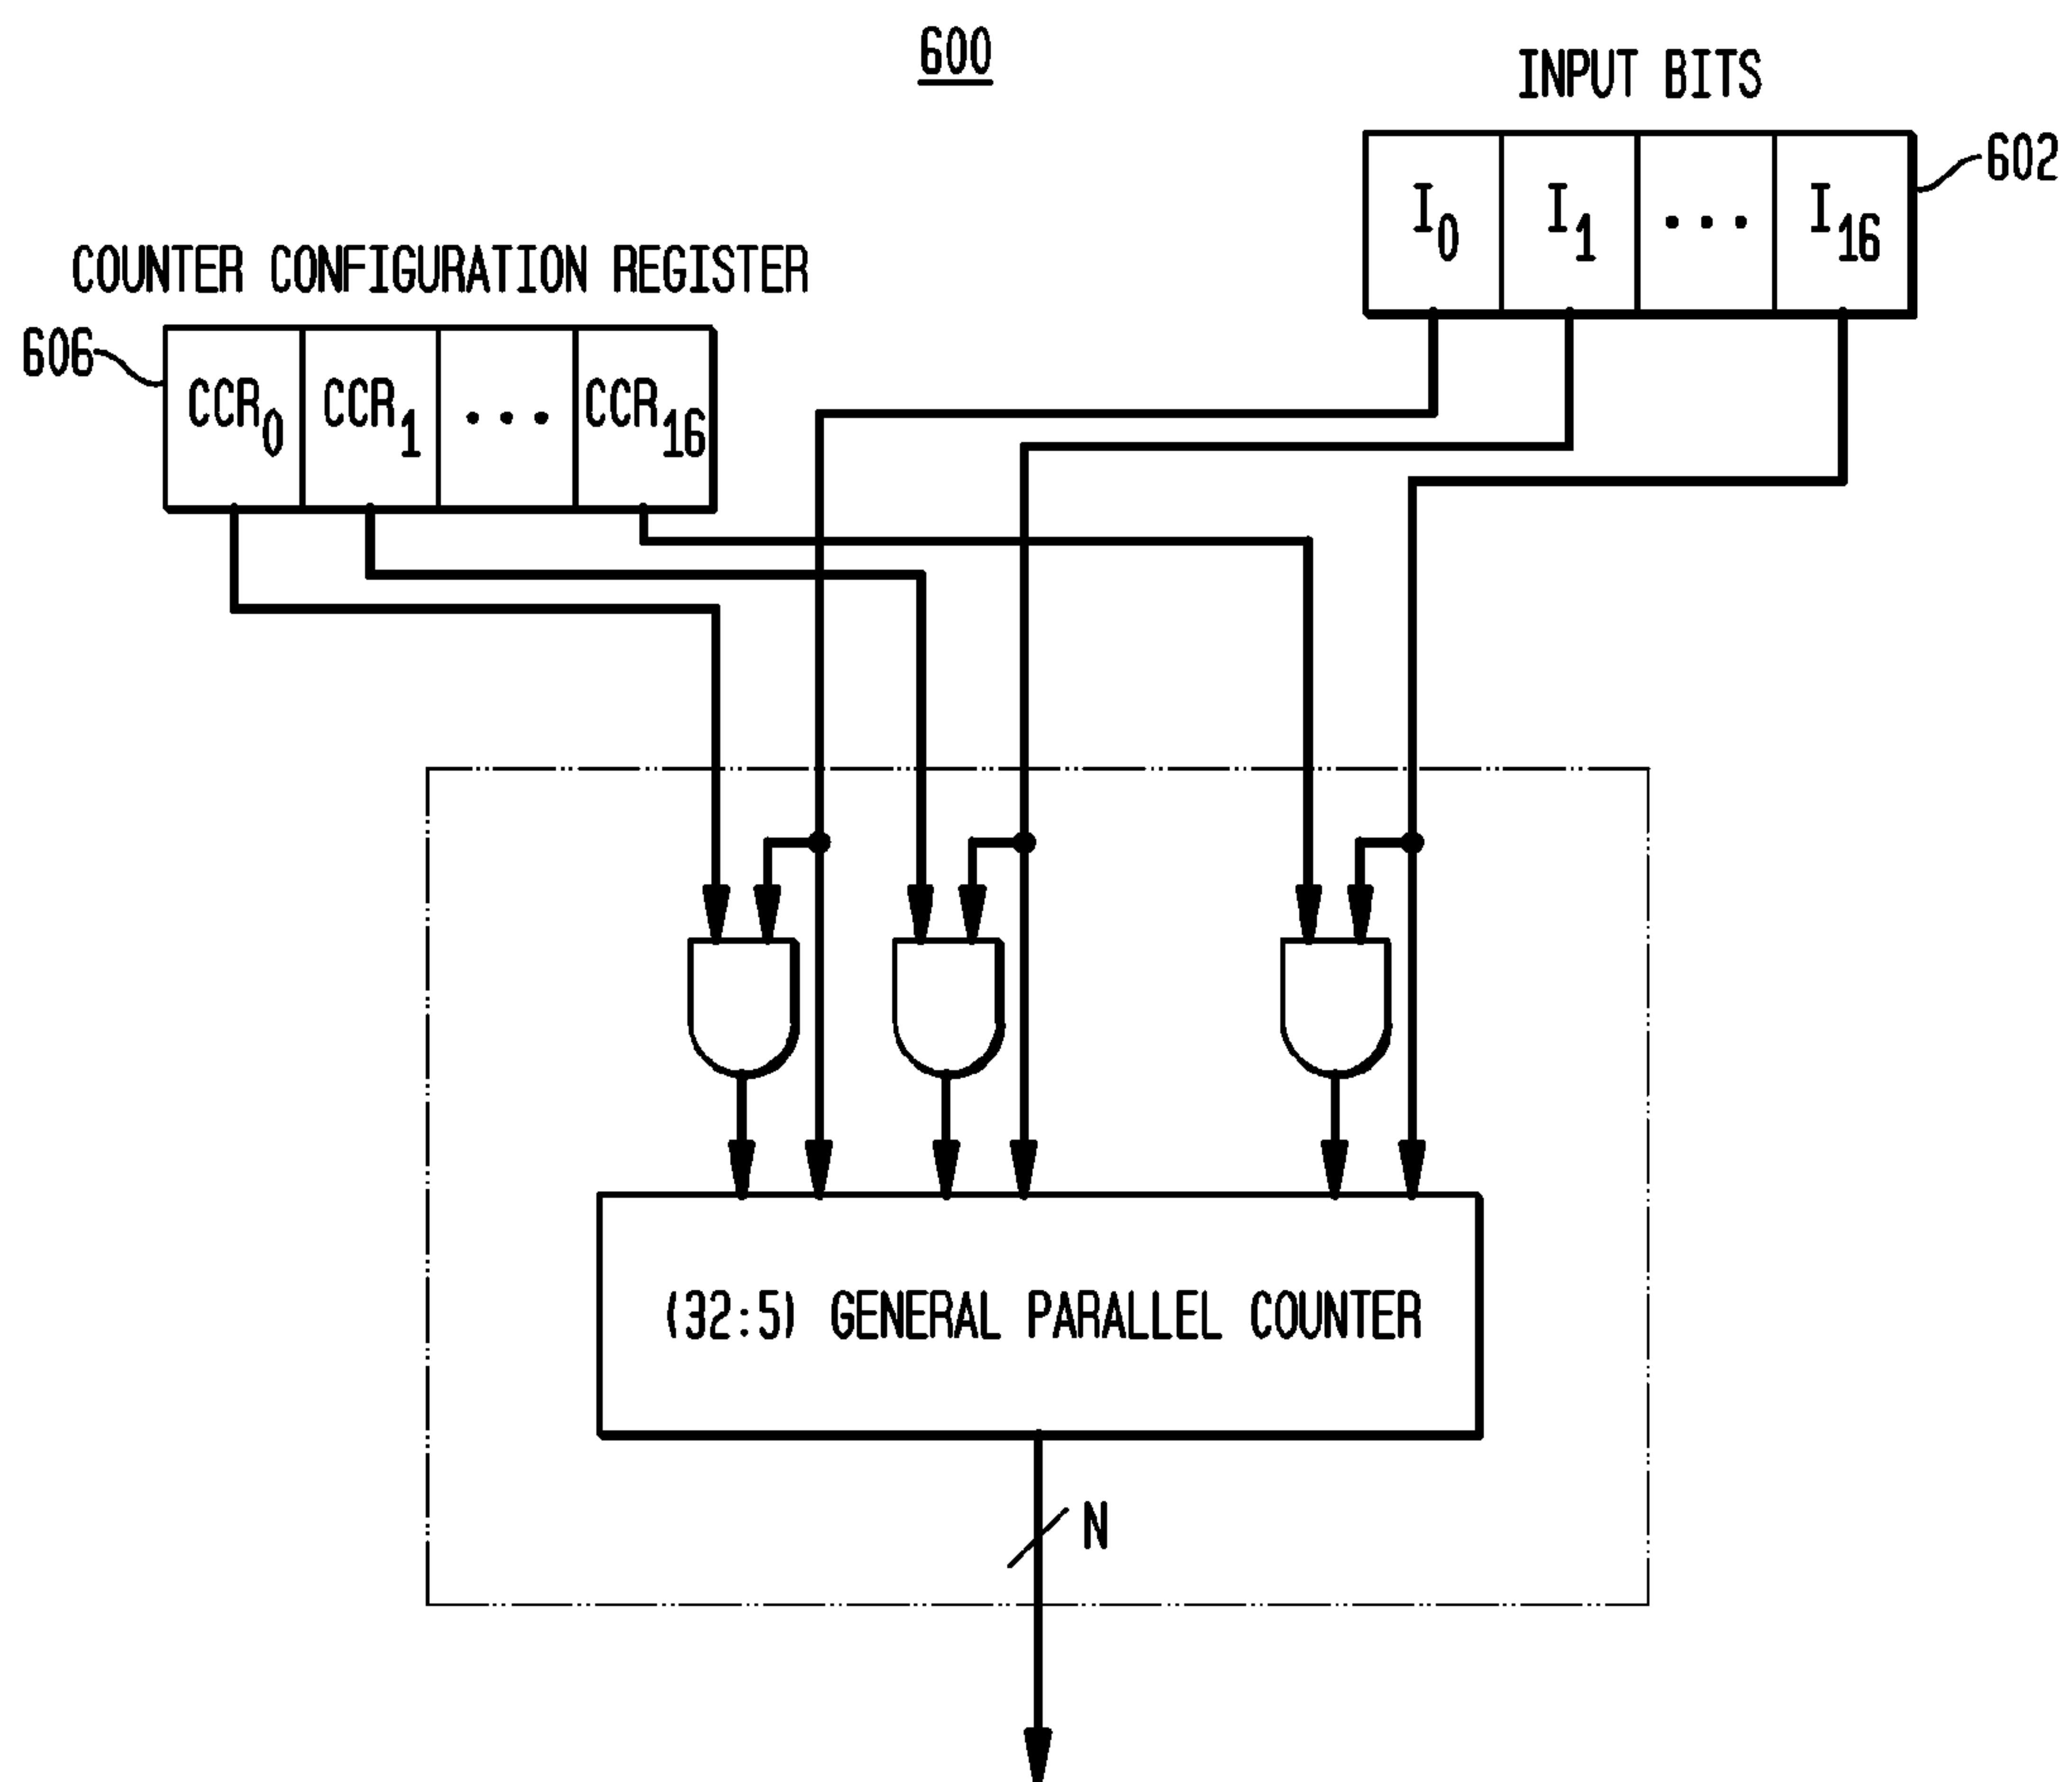 600
INPUT BITS
602
I0 I1 ... I16
COUNTER CONFIGURATION REGISTER
606
CCR0 CCR1 ... CCR16
(32:5) GENERAL PARALLEL COUNTER
N